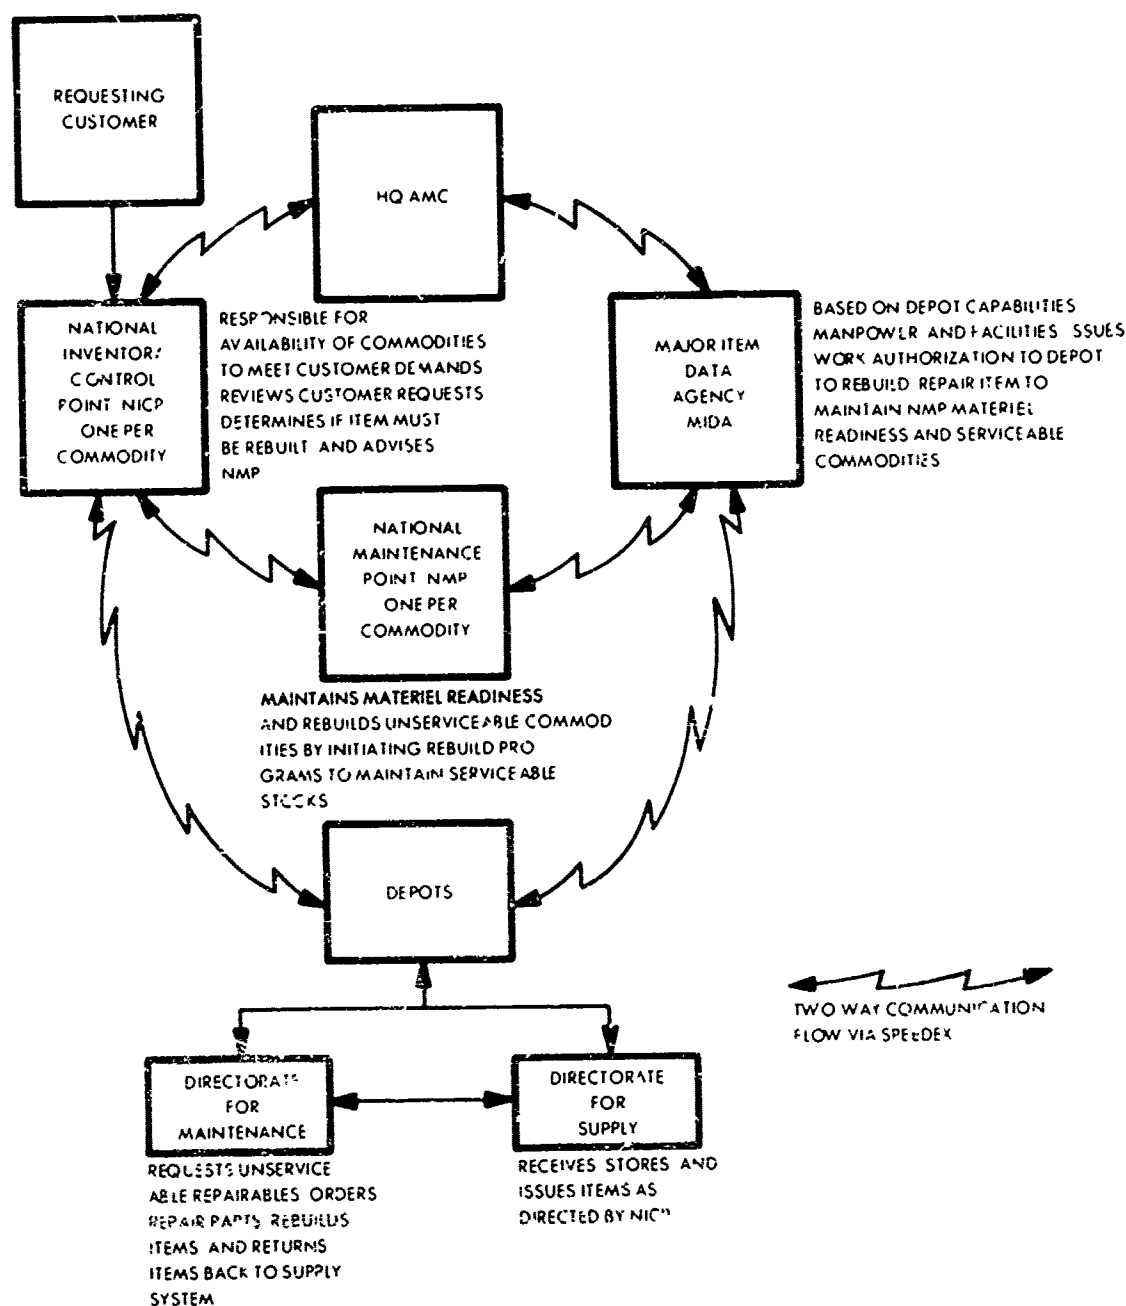 REQUESTING
CUSTOMER
HQ AMC
NATIONAL
INVENTORY
CONTROL
POINT NICP
ONE PER
COMMODITY
RESPONSIBLE FOR
AVAILABILITY OF COMMODITIES
TO MEET CUSTOMER DEMANDS
REVIEWS CUSTOMER REQUESTS
DETERMINES IF ITEM MUST
BE REBUILT AND ADVISES
NMP
MAJOR ITEM
DATA
AGENCY
MIDA
BASED ON DEPOT CAPABILITIES
MANPOWER AND FACILITIES ISSUES
WORK AUTHORIZATION TO DEPOT
TO REBUILD REPAIR ITEM TO
MAINTAIN NMP MATERIEL
READINESS AND SERVICEABLE
COMMODITIES
NATIONAL
MAINTENANCE
POINT NMP
ONE PER
COMMODITY
MAINTAINS MATERIEL READINESS
AND REBUILDS UNSERVICEABLE COMMOD
ITIES BY INITIATING REBUILD PRO
GRAMS TO MAINTAIN SERVICEABLE
STOCKS
DEPOTS
TWO WAY COMMUNICATION
FLOW VIA SPEEDEX
DIRECTORATE
FOR
MAINTENANCE
DIRECTORATE
FOR
SUPPLY
REQUESTS UNSERVICE
ABLE REPAIRABLES ORDERS
REPAIR PARTS REBUILDS
ITEMS AND RETURNS
ITEMS BACK TO SUPPLY
SYSTEM
RECEIVES STORES AND
ISSUES ITEMS AS
DIRECTED BY NICP